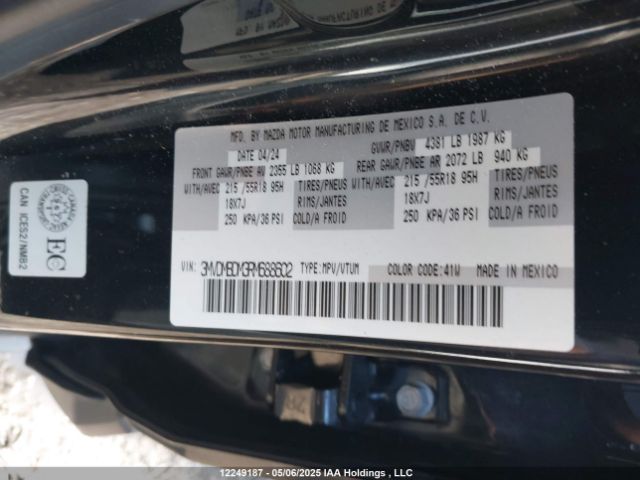 MFD. BY MAZDA MOTOR MANUFACTURING DE MEXICO S.A. DE C.V.
DATE 04/24
GVWR/PNBV 4381 LB 1987 KG
FRONT GAWR/PNBE AV 2355 LB 1068 KG
REAR GAWR/PNBE AR 2072 LB 940 KG
WITH/AVEC 215 /55R18 95H TIRES/PNEUS
18X7J RIMS/JANTES
250 KPA/36 PSI COLD/A FROID
WITH/AVEC 215 /55R18 95H TIRES/PNEUS
18X7J RIMS/JANTES
250 KPA/36 PSI COLD/A FROID
VIN: TYPE:MPV/VTUM COLOR CODE:41W MADE IN MEXICO
CAN ICES2/NMB2
EC
12249187 - 05/06/2025 IAA Holdings , LLC